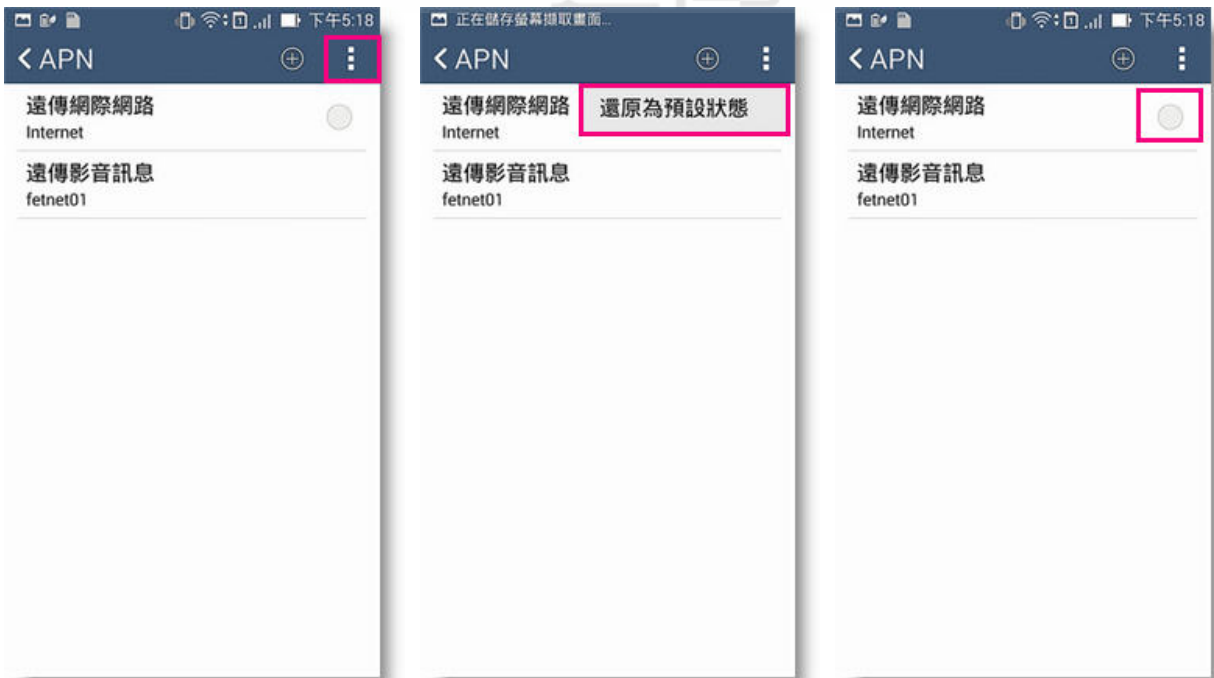 下午5:18
APN
遠傳網際網路
Internet
遠傳影音訊息
fetnet01
正在儲存螢幕擷取畫面...
APN
遠傳網際網路
還原為預設狀態
Internet
遠傳影音訊息
fetnet01
下午5:18
APN
遠傳網際網路
Internet
遠傳影音訊息
fetnet01